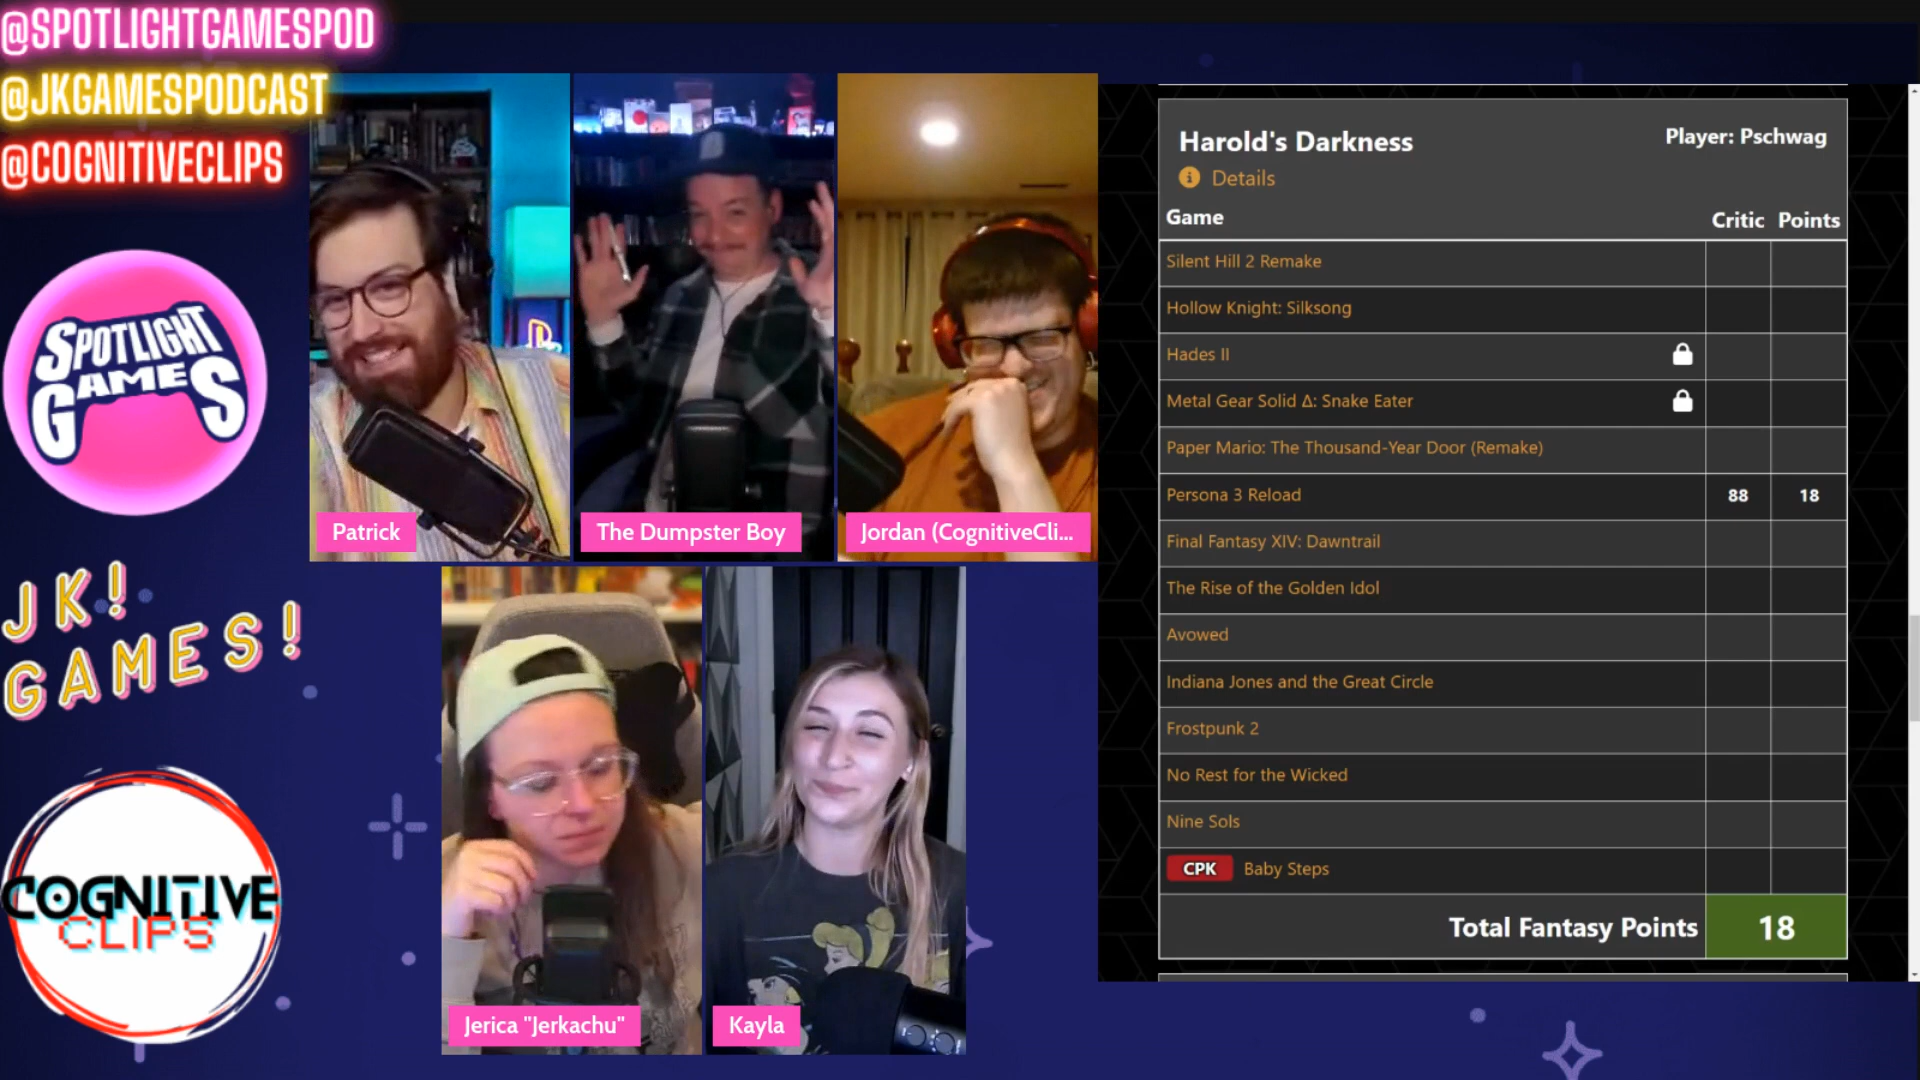 @SPOTLIGHTGAMESPOD
@JKGAMESPODCAST
@COGNITIVECLIPS
SPOTLIGHT
GAMES
JK!
GAMES!
COGNITIVE
CLIPS
Patrick
The Dumpster Boy
Jordan (CognitiveCli...
Jerica "Jerkachu"
Kayla
Harold's Darkness
Player: Pschwag
Details
Game Critic Points
Silent Hill 2 Remake
Hollow Knight: Silksong
Hades II
Metal Gear Solid Δ: Snake Eater
Paper Mario: The Thousand-Year Door (Remake)
Persona 3 Reload 88 18
Final Fantasy XIV: Dawntrail
The Rise of the Golden Idol
Avowed
Indiana Jones and the Great Circle
Frostpunk 2
No Rest for the Wicked
Nine Sols
CPK Baby Steps
Total Fantasy Points 18